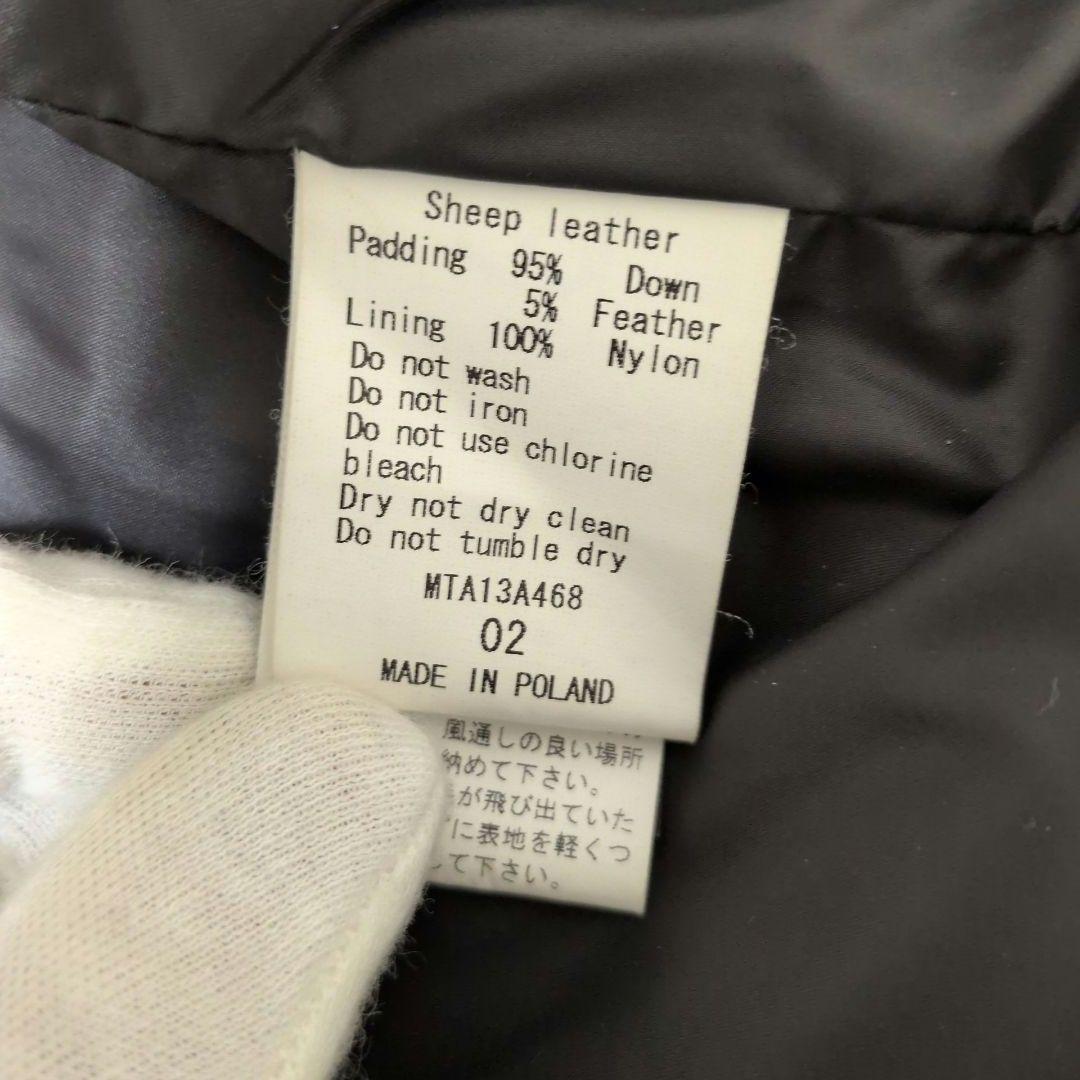 Sheep leather
Padding 95% Down
5% Feather
Lining 100% Nylon
Do not wash
Do not iron
Do not use chlorine
bleach
Dry not dry clean
Do not tumble dry
MTA13A468
02
MADE IN POLAND
風通しの良い場所
納めて下さい。
が飛び出ていた
に表地を軽くつ
して下さい。